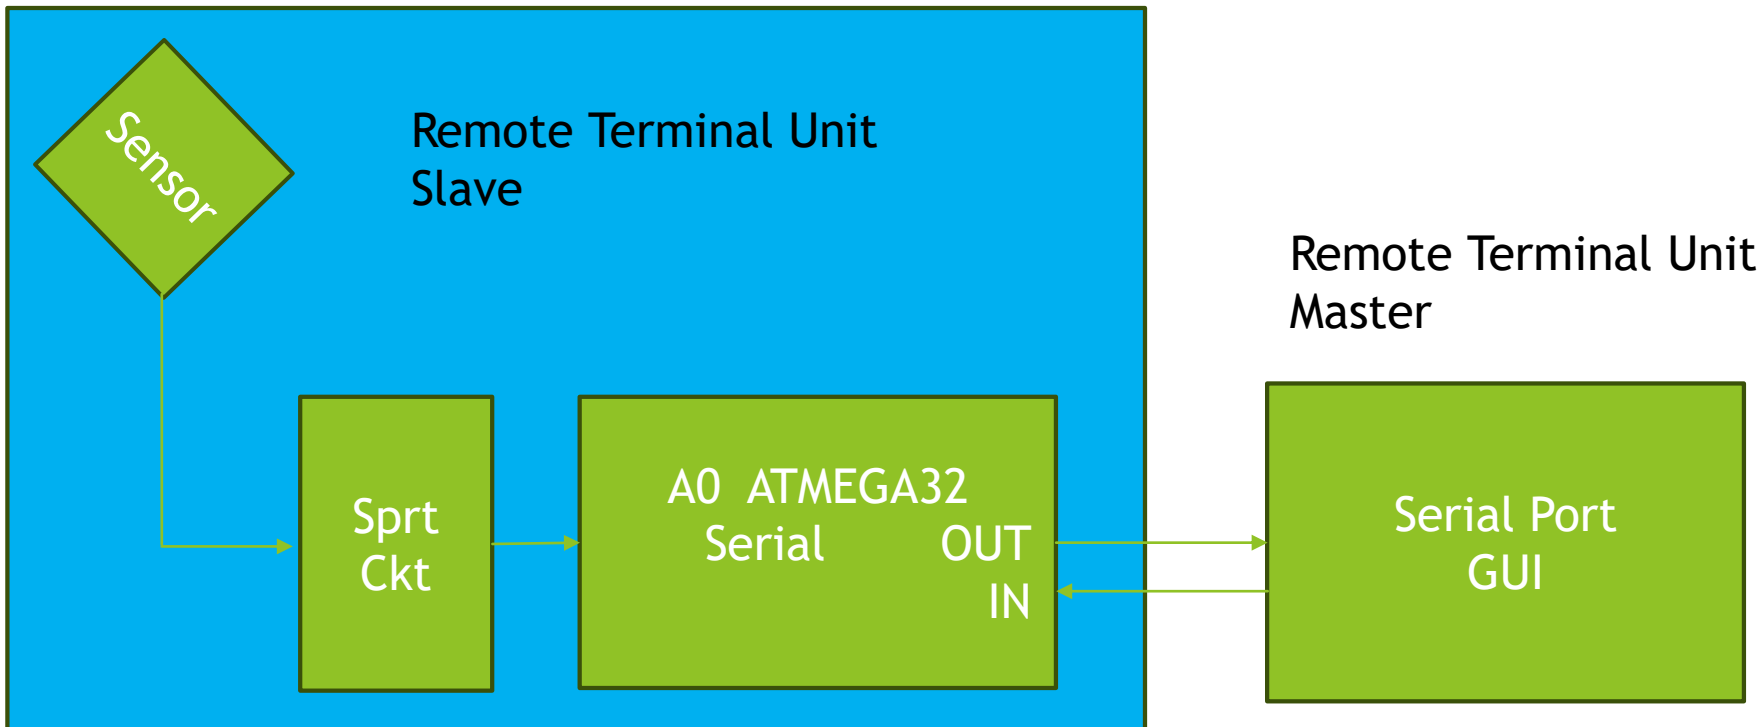 Sensor
Remote Terminal Unit
Slave
Remote Terminal Unit
Master
Sprt
Ckt
A0 ATMEGA32
Serial OUT
IN
Serial Port
GUI